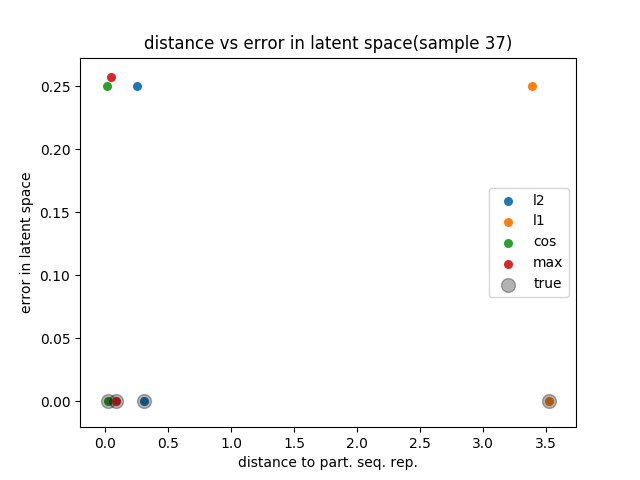 distance vs error in latent space(sample 37)
error in latent space
0.25
0.20
0.15
0.10
0.05
0.00
l2
l1
cos
max
true
0.0 0.5 1.0 1.5 2.0 2.5 3.0 3.5
distance to part. seq. rep.